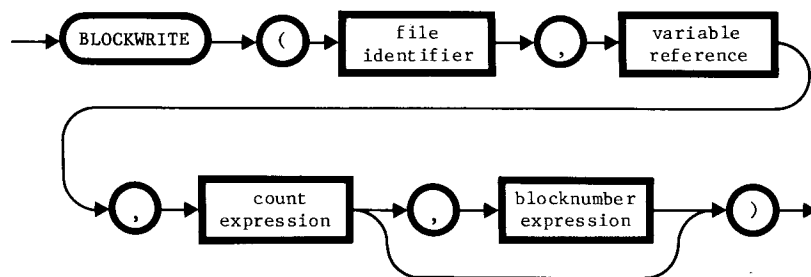 BLOCKWRITE ( file identifier , variable reference
, count expression , blocknumber expression )